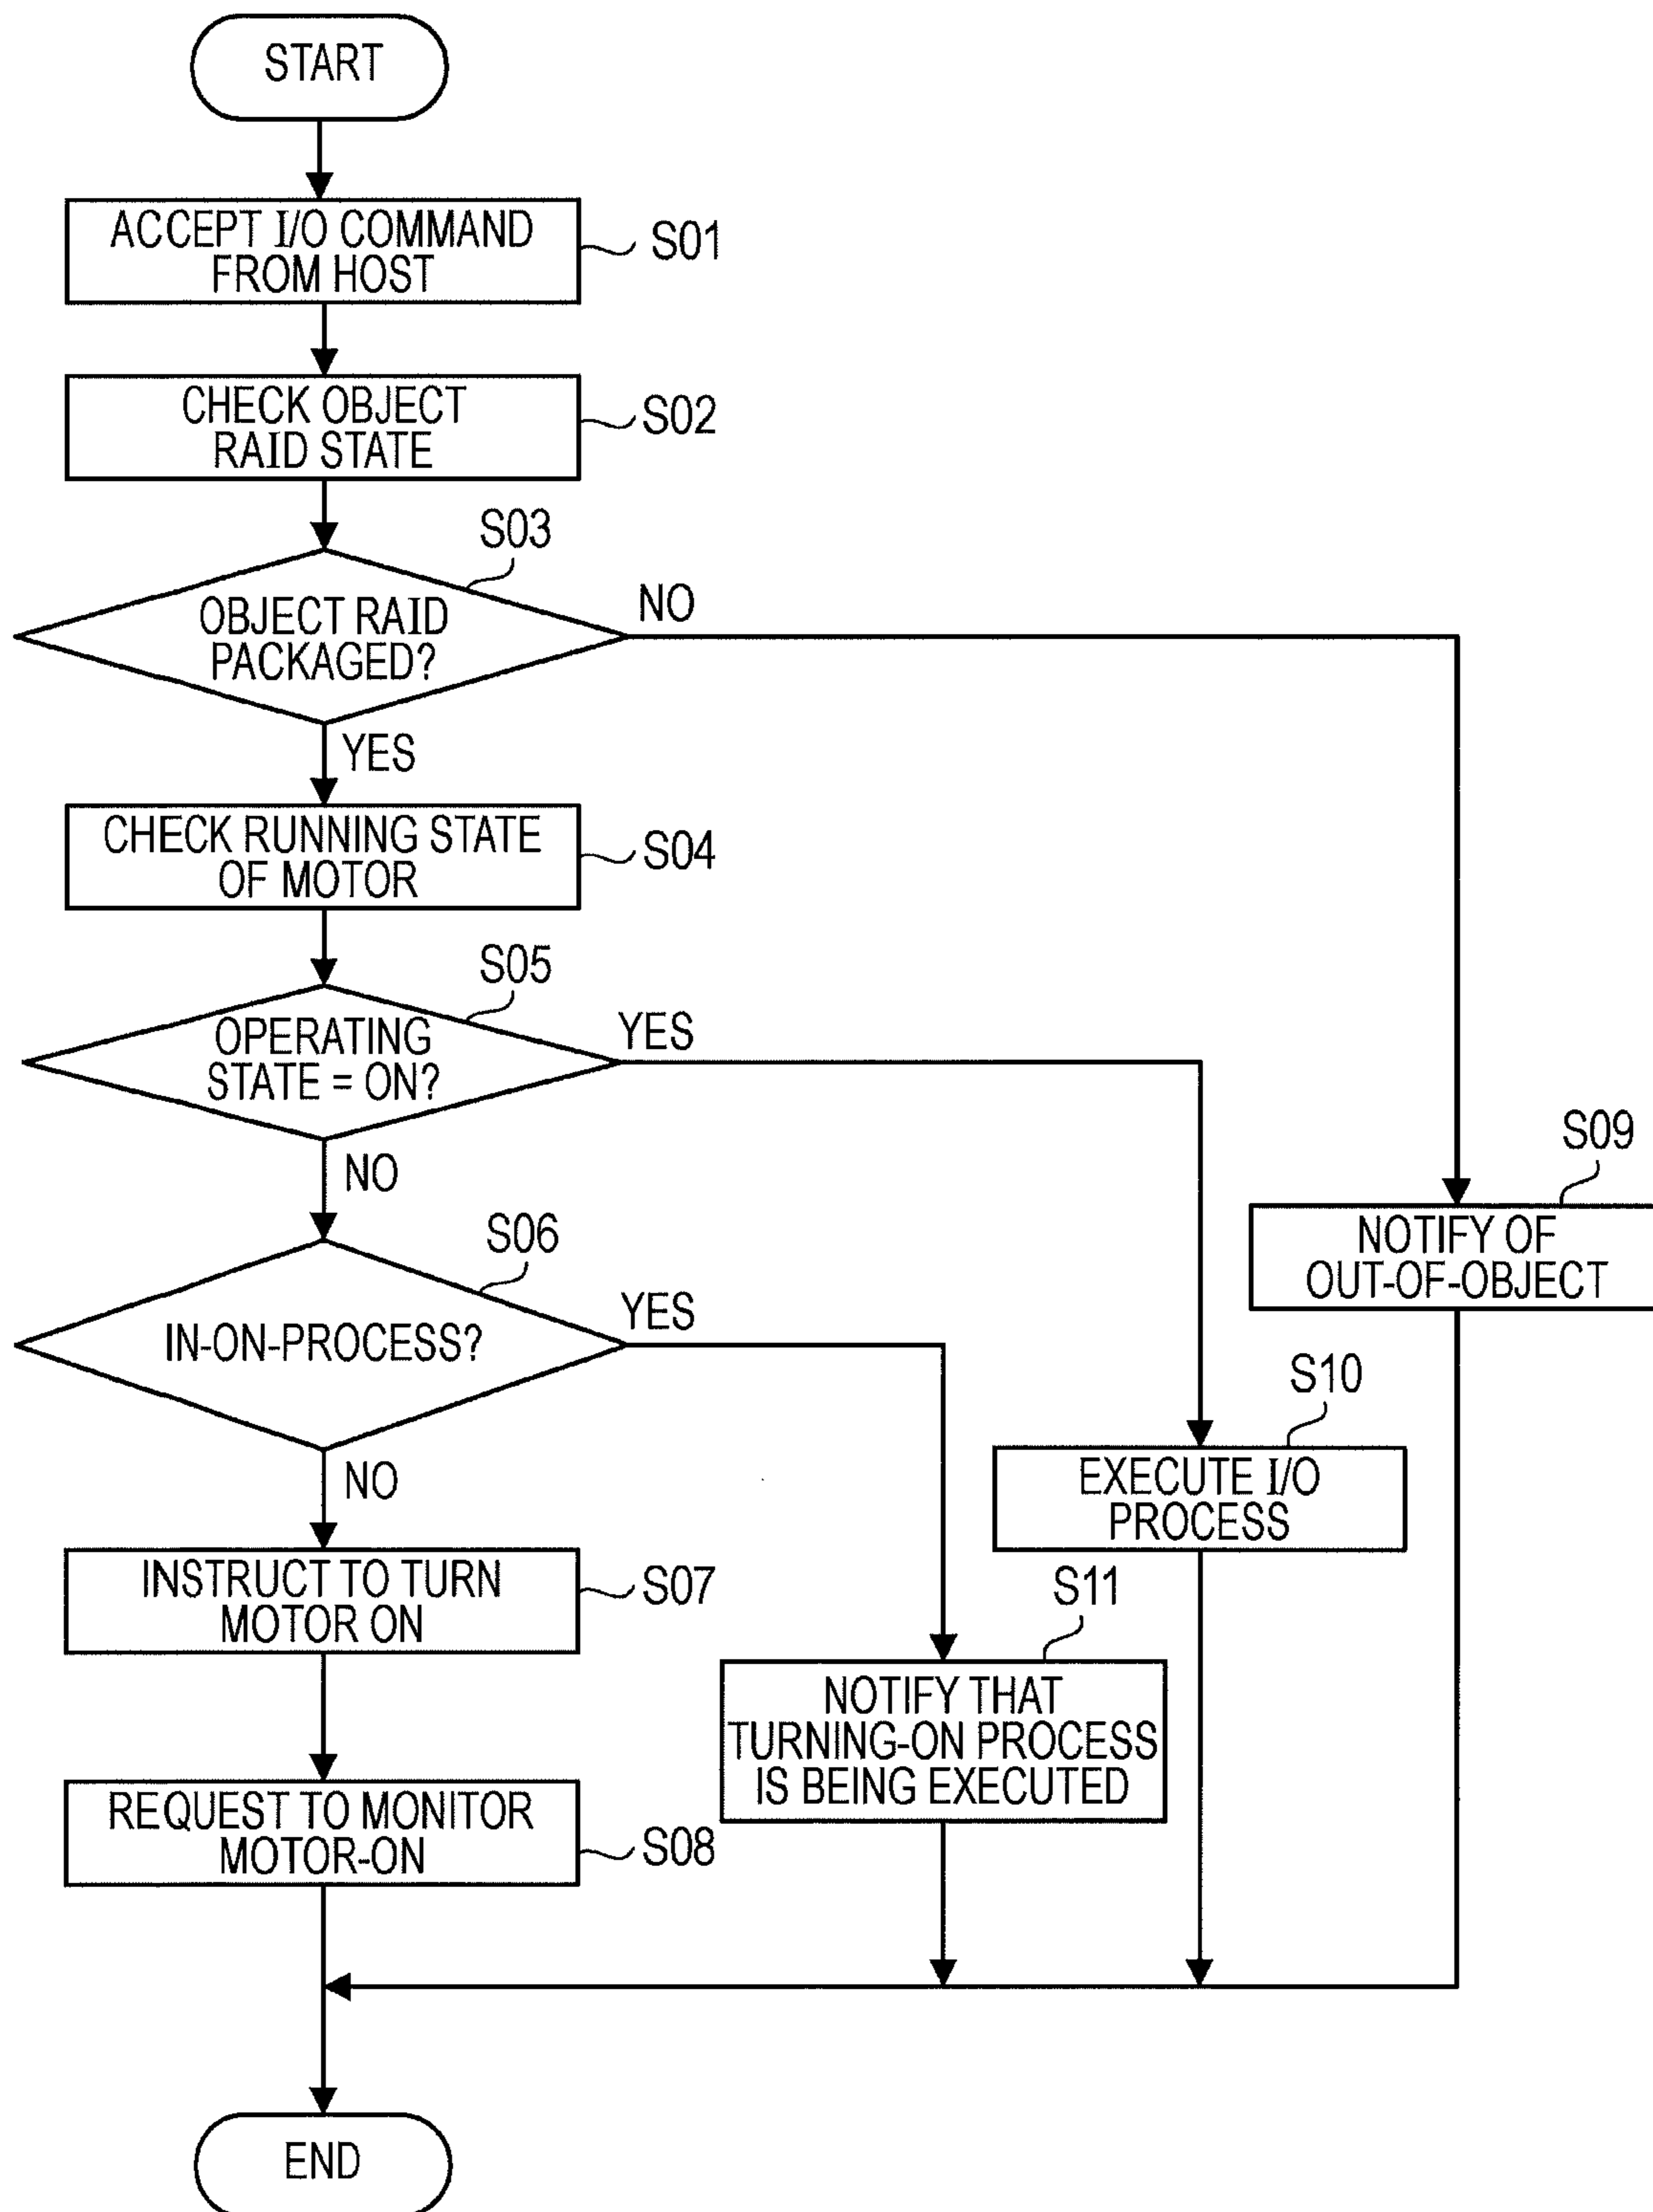 START
ACCEPT I/O COMMAND
FROM HOST
S01
CHECK OBJECT
RAID STATE
S02
S03
OBJECT RAID
PACKAGED?
NO
YES
CHECK RUNNING STATE
OF MOTOR
S04
S05
OPERATING
STATE = ON?
YES
NO
S09
NOTIFY OF
OUT-OF-OBJECT
S06
IN-ON-PROCESS?
YES
NO
S10
EXECUTE I/O
PROCESS
INSTRUCT TO TURN
MOTOR ON
S07
S11
NOTIFY THAT
TURNING-ON PROCESS
IS BEING EXECUTED
REQUEST TO MONITOR
MOTOR-ON
S08
END